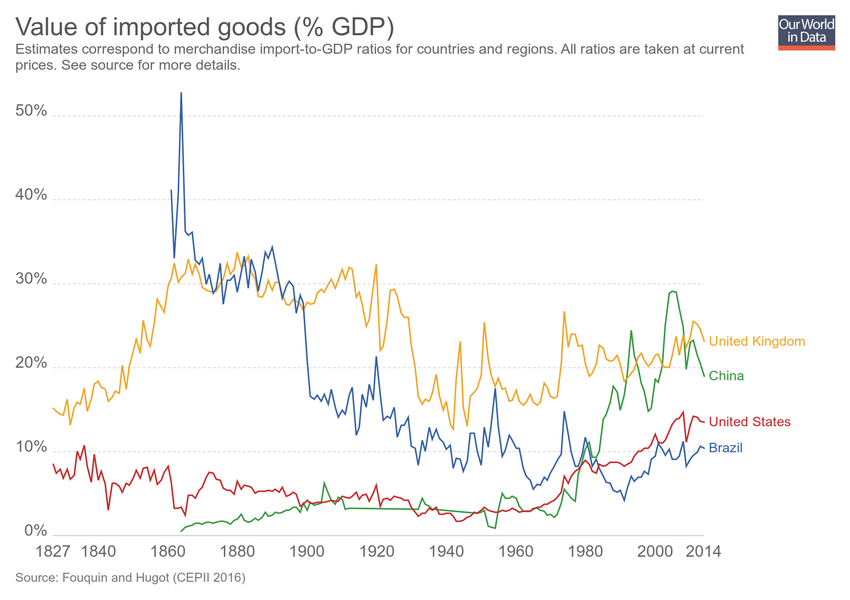 Value of imported goods (% GDP)
Our World
in Data
Estimates correspond to merchandise import-to-GDP ratios for countries and regions. All ratios are taken at current
prices. See source for more details.
50%
40%
30%
20%
10%
0%
United Kingdom
China
United States
Brazil
1827 1840 1860 1880 1900 1920 1940 1960 1980 2000 2014
Source: Fouquin and Hugot (CEPII 2016)